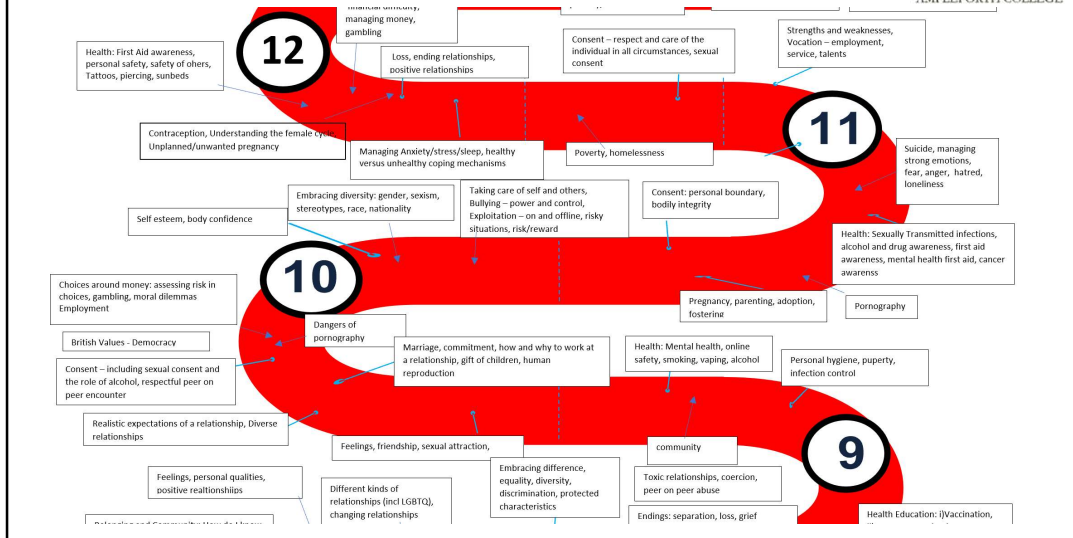 AMPLEFORTH COLLEGE
financial difficulty,
managing money,
gambling
12
Health: First Aid awareness,
personal safety, safety of ohers,
Tattoos, piercing, sunbeds
Loss, ending relationships,
positive relationships
Consent – respect and care of the
individual in all circumstances, sexual
consent
Strengths and weaknesses,
Vocation – employment,
service, talents
Contraception, Understanding the female cycle
Unplanned/unwanted pregnancy
Managing Anxiety/stress/sleep, healthy
versus unhealthy coping mechanisms
Poverty, homelessness
11
Suicide, managing
strong emotions,
fear, anger, hatred,
loneliness
Embracing diversity: gender, sexism,
stereotypes, race, nationality
Taking care of self and others,
Bullying – power and control,
Exploitation – on and offline, risky
situations, risk/reward
Consent: personal boundary,
bodily integrity
Self esteem, body confidence
Health: Sexually Transmitted infections,
alcohol and drug awareness, first aid
awareness, mental health first aid, cancer
awarenss
10
Choices around money: assessing risk in
choices, gambling, moral dilemmas
Employment
Pregnancy, parenting, adoption,
fostering
Pornography
Dangers of
pornography
British Values - Democracy
Marriage, commitment, how and why to work at
a relationship, gift of children, human
reproduction
Health: Mental health, online
safety, smoking, vaping, alcohol
Personal hygiene, puperty,
infection control
Consent – including sexual consent and
the role of alcohol, respectful peer on
peer encounter
Realistic expectations of a relationship, Diverse
relationships
Feelings, friendship, sexual attraction,
community
9
Feelings, personal qualities,
positive realtnoshiips
Different kinds of
relationships (incl LGBTQ),
changing relationships
Embracing difference,
equality, diversity,
discrimination, protected
characteristics
Toxic relationships, coercion,
peer on peer abuse
Endings: separation, loss, grief
Health Education: i)Vaccination,
Belonging and Community: How do I know